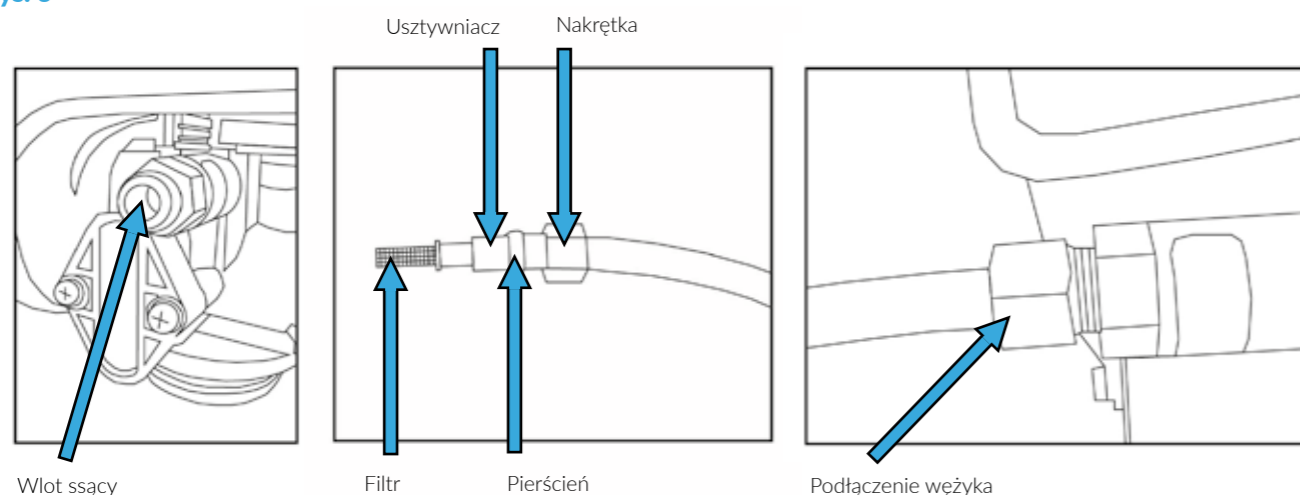 Usztywniacz
Nakrętka
Wlot ssący
Filtr
Pierścień
Podłączenie wężyka